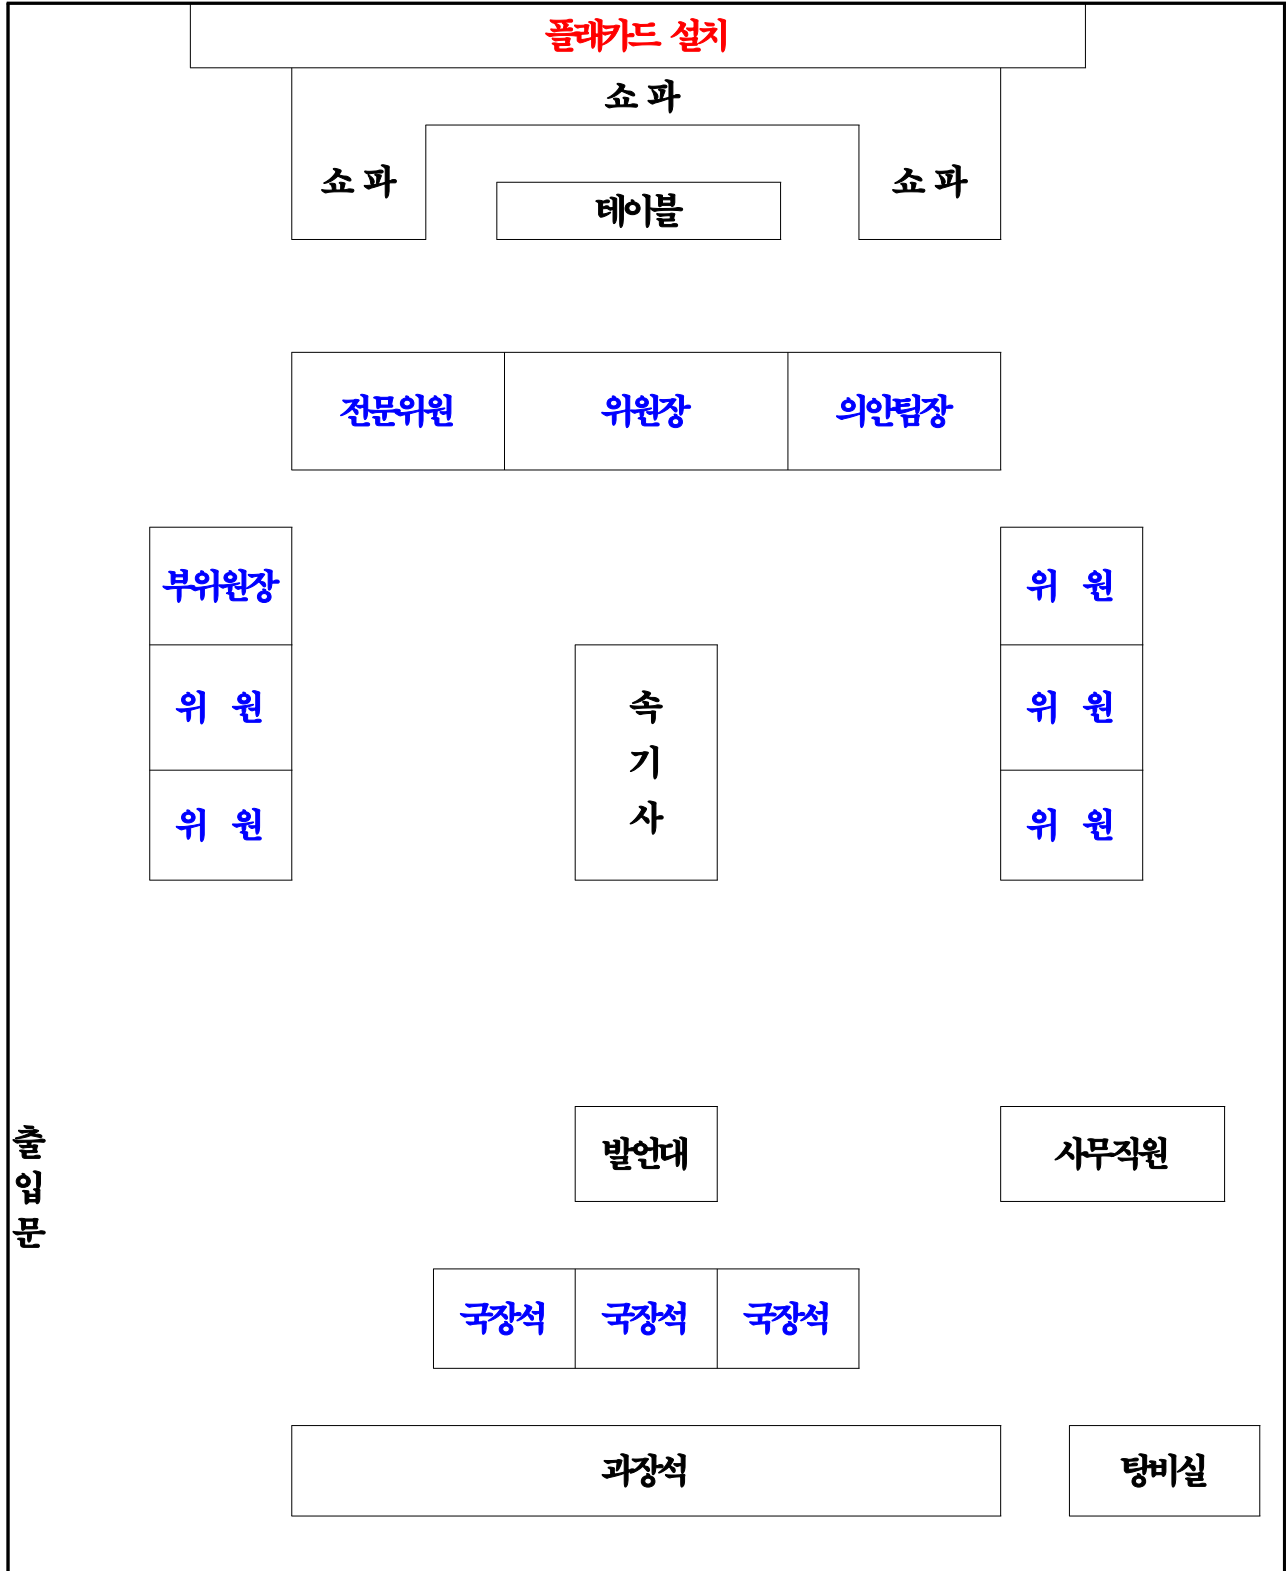 플래카드 설치
쇼 파
쇼 파
쇼 파
테이블
전문위원
위원장
의안팀장
부위원장
위 원
위 원
속
기
사
위 원
위 원
위 원
출
입
문
발언대
사무직원
국장석
국장석
국장석
과장석
탕비실